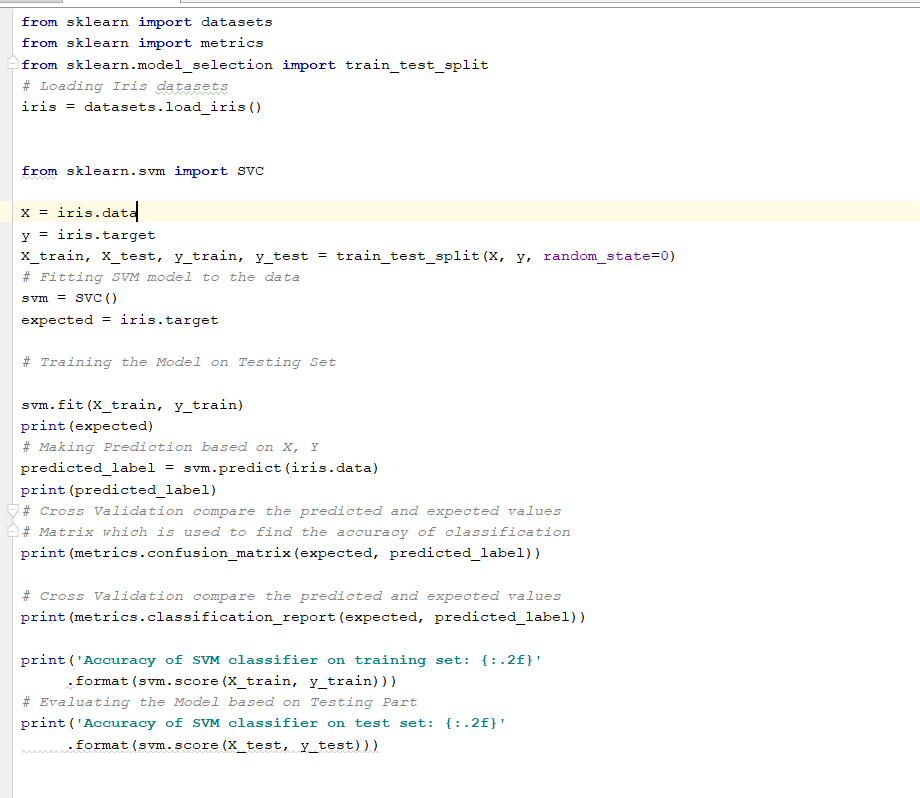 from sklearn import datasets
from sklearn import metrics
from sklearn.model_selection import train_test_split
# Loading Iris datasets
iris = datasets.load_iris()
from sklearn.svm import SVC
X = iris.data
y = iris.target
X_train, X_test, y_train, y_test = train_test_split(X, y, random_state=0)
# Fitting SVM model to the data
svm = SVC()
expected = iris.target
# Training the Model on Testing Set
svm.fit(X_train, y_train)
print(expected)
# Making Prediction based on X, Y
predicted_label = svm.predict(iris.data)
print(predicted_label)
# Cross Validation compare the predicted and expected values
# Matrix which is used to find the accuracy of classification
print(metrics.confusion_matrix(expected, predicted_label))
# Cross Validation compare the predicted and expected values
print(metrics.classification_report(expected, predicted_label))
print('Accuracy of SVM classifier on training set: {:.2f}'
.format(svm.score(X_train, y_train)))
# Evaluating the Model based on Testing Part
print('Accuracy of SVM classifier on test set: {:.2f}'
.format(svm.score(X_test, y_test)))